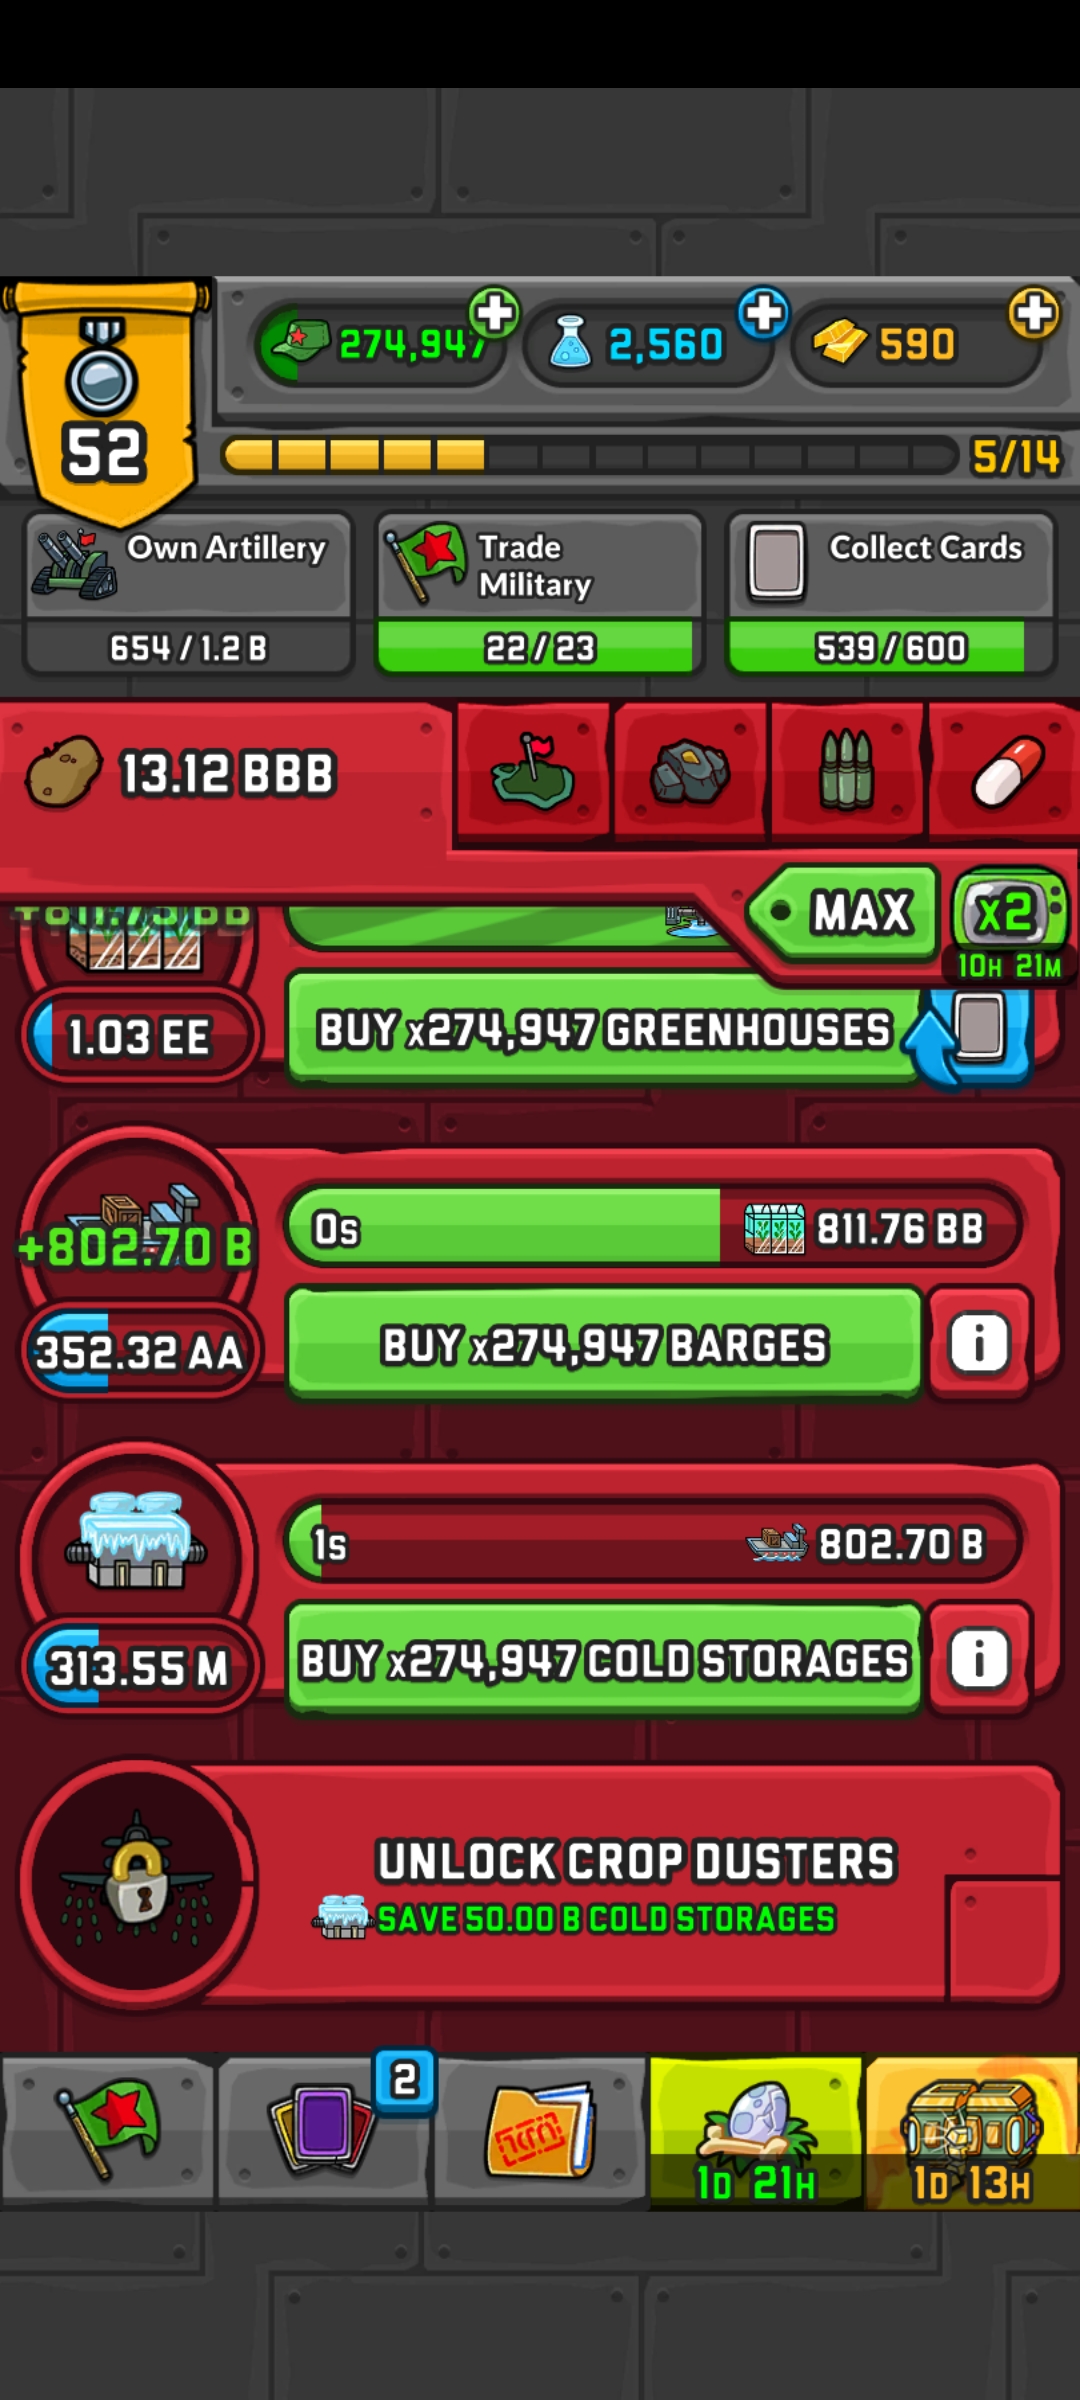 274,947
2,560
590
52
5/14
Own Artillery
654 / 1.2 B
Trade
Military
22 / 23
Collect Cards
539 / 600
13.12 BBB
MAX
x2
10H 21M
1.03 EE
BUY x274,947 GREENHOUSES
+802.70 B
0s
811.76 BB
352.32 AA
BUY x274,947 BARGES
i
1s
802.70 B
313.55 M
BUY x274,947 COLD STORAGES
i
UNLOCK CROP DUSTERS
SAVE 50.00 B COLD STORAGES
2
1D 21H
1D 13H